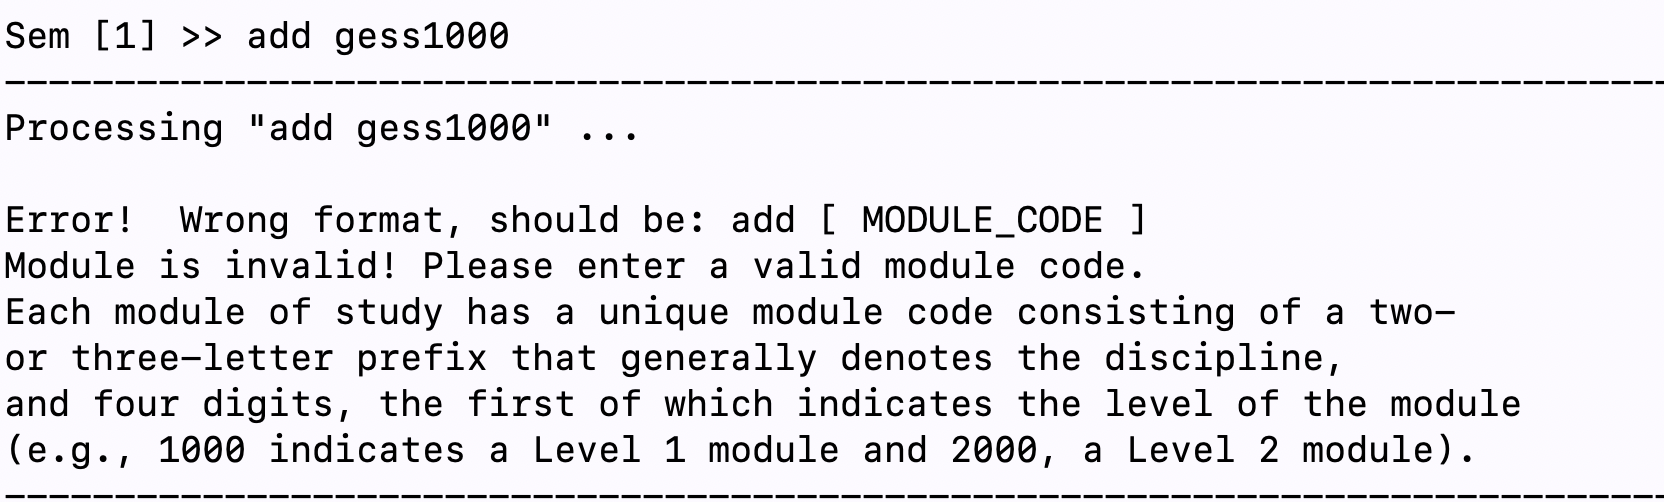 Sem [1] >> add gess1000
--------------------------------------------------------------------------------
Processing "add gess1000" ...
Error!  Wrong format, should be: add [ MODULE_CODE ]
Module is invalid! Please enter a valid module code.
Each module of study has a unique module code consisting of a two-
or three-letter prefix that generally denotes the discipline,
and four digits, the first of which indicates the level of the module
(e.g., 1000 indicates a Level 1 module and 2000, a Level 2 module).
--------------------------------------------------------------------------------